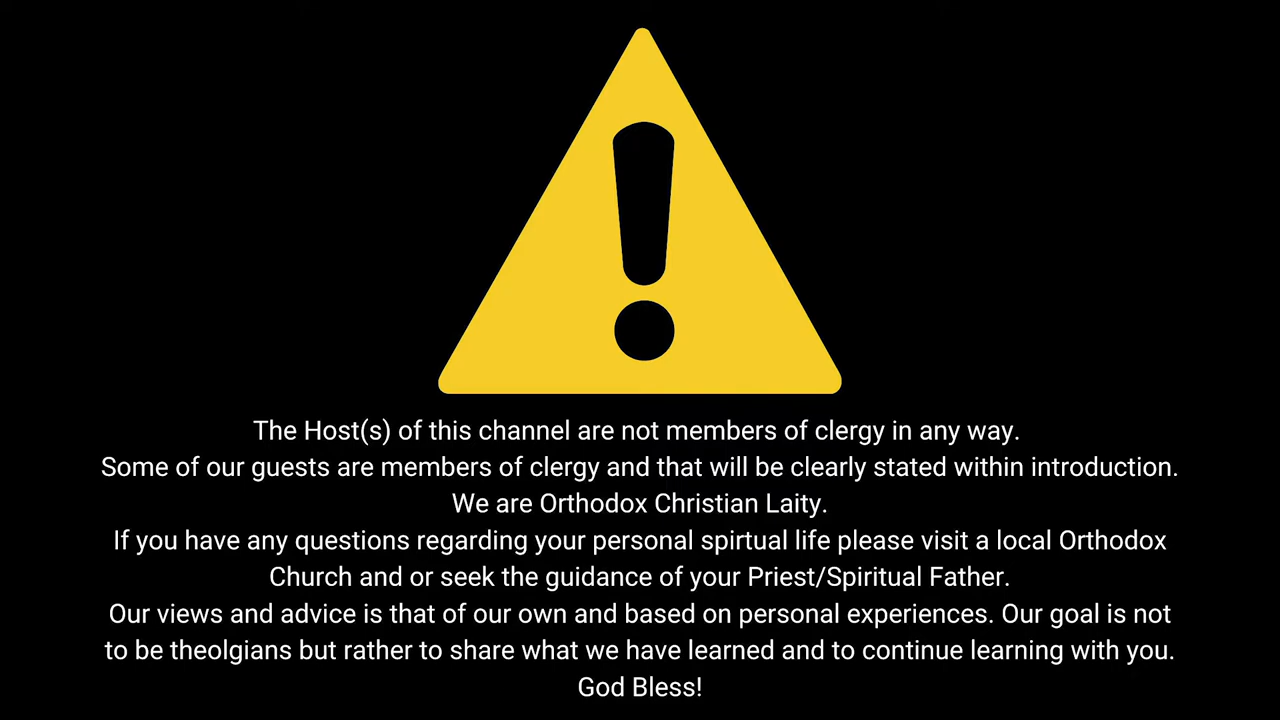 The Host(s) of this channel are not members of clergy in any way.
Some of our guests are members of clergy and that will be clearly stated within introduction.
We are Orthodox Christian Laity.
If you have any questions regarding your personal spirtual life please visit a local Orthodox
Church and or seek the guidance of your Priest/Spiritual Father.
Our views and advice is that of our own and based on personal experiences. Our goal is not
to be theolgians but rather to share what we have learned and to continue learning with you.
God Bless!